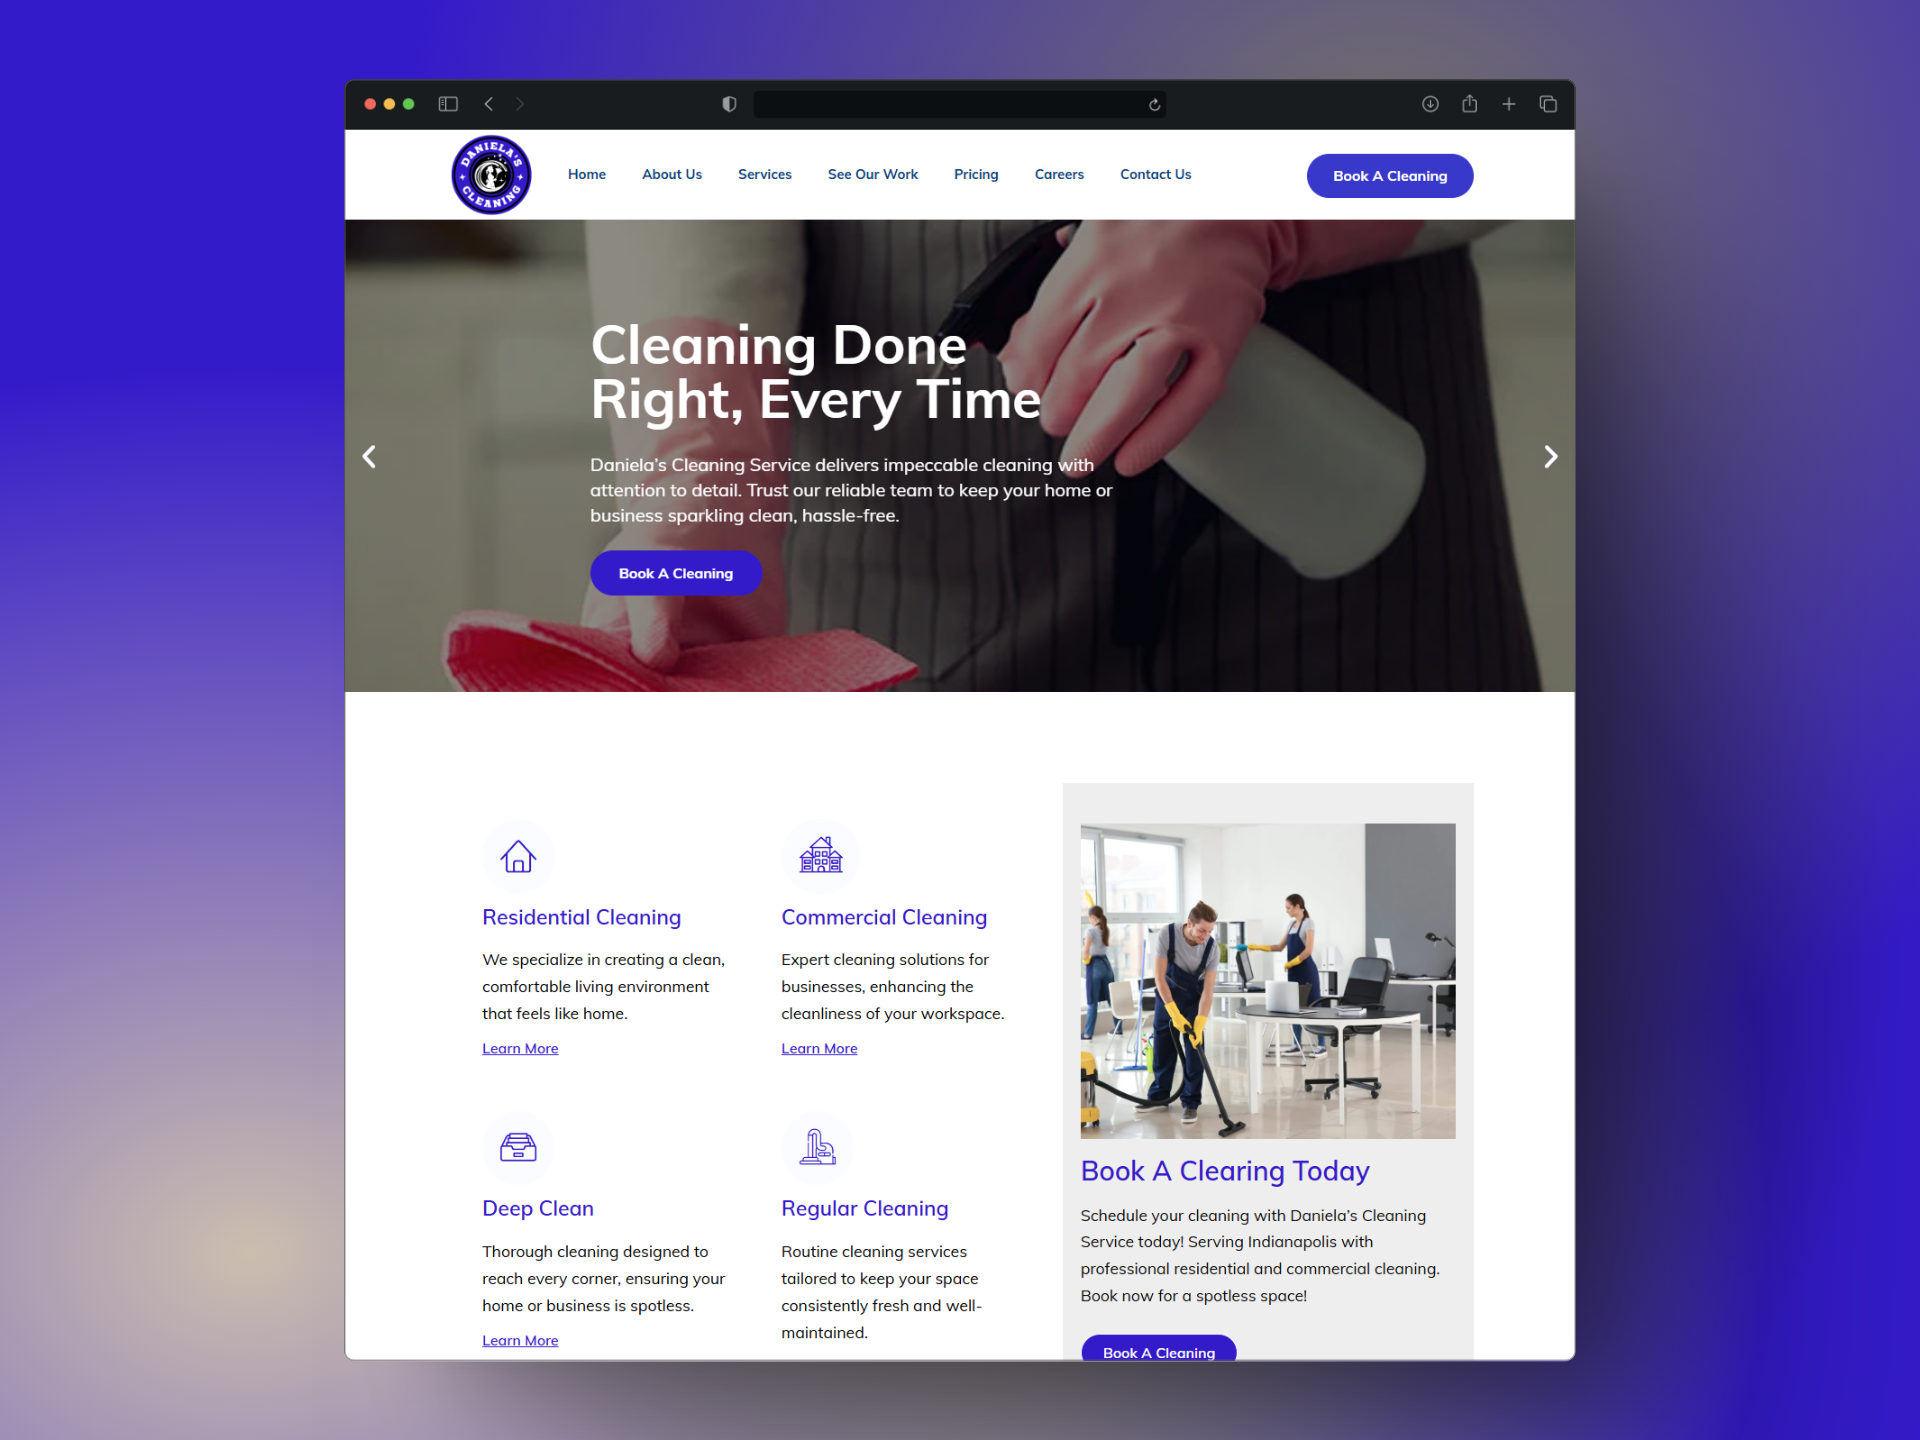 DANIELA'S
CLEANING
Home
About Us
Services
See Our Work
Pricing
Careers
Contact Us
Book A Cleaning
Cleaning Done
Right, Every Time
Daniela's Cleaning Service delivers impeccable cleaning with
attention to detail. Trust our reliable team to keep your home or
business sparkling clean, hassle-free.
Book A Cleaning
Residential Cleaning
We specialize in creating a clean,
comfortable living environment
that feels like home.
Learn More
Commercial Cleaning
Expert cleaning solutions for
businesses, enhancing the
cleanliness of your workspace.
Learn More
Deep Clean
Thorough cleaning designed to
reach every corner, ensuring your
home or business is spotless.
Learn More
Regular Cleaning
Routine cleaning services
tailored to keep your space
consistently fresh and well-
maintained.
Book A Clearing Today
Schedule your cleaning with Daniela's Cleaning
Service today! Serving Indianapolis with
professional residential and commercial cleaning.
Book now for a spotless space!
Book A Cleaning